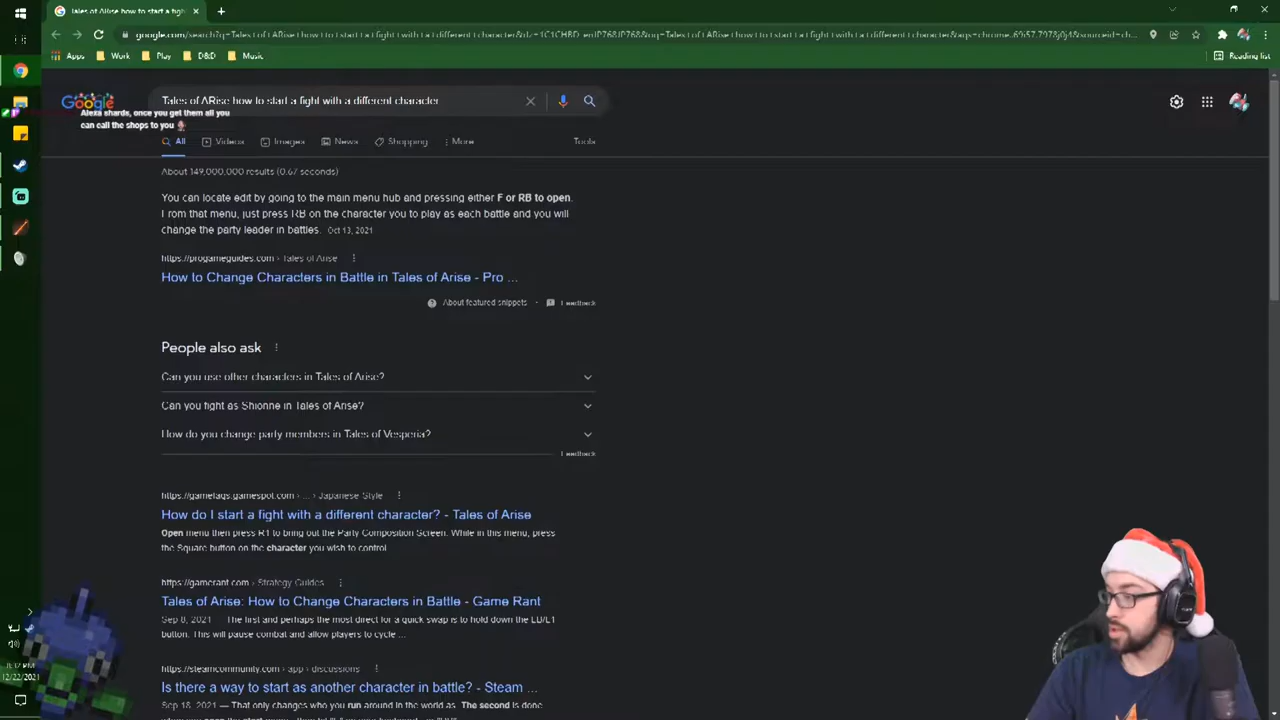 Tales of ARise how to start a figh
Apps Work Play D&D Music Reading list
Google
Tales of ARise how to start a fight with a different character
Alexa shards, once you get them all you
can call the shops to you
All Videos Images News Shopping More Tools
About 149,000,000 results (0.67 seconds)
You can locate edit by going to the main menu hub and pressing either F or RB to open.
From that menu, just press RB on the character you to play as each battle and you will
change the party leader in battles. Oct 13, 2021
https://progameguides.com › Tales of Arise
How to Change Characters in Battle in Tales of Arise - Pro ...
About featured snippets • Feedback
People also ask
Can you use other characters in Tales of Arise?
Can you fight as Shionne in Tales of Arise?
How do you change party members in Tales of Vesperia?
Feedback
https://gamefaqs.gamespot.com › ... › Japanese Style
How do I start a fight with a different character? - Tales of Arise
Open menu then press R1 to bring out the Party Composition Screen. While in this menu, press
the Square button on the character you wish to control.
https://gamerant.com › Strategy Guides
Tales of Arise: How to Change Characters in Battle - Game Rant
Sep 8, 2021 — The first and perhaps the most direct for a quick swap is to hold down the LB/L1
button. This will pause combat and allow players to cycle ...
https://steamcommunity.com › app › discussions
Is there a way to start as another character in battle? - Steam ...
Sep 18, 2021 — That only changes who you run around in the world as. The second is done